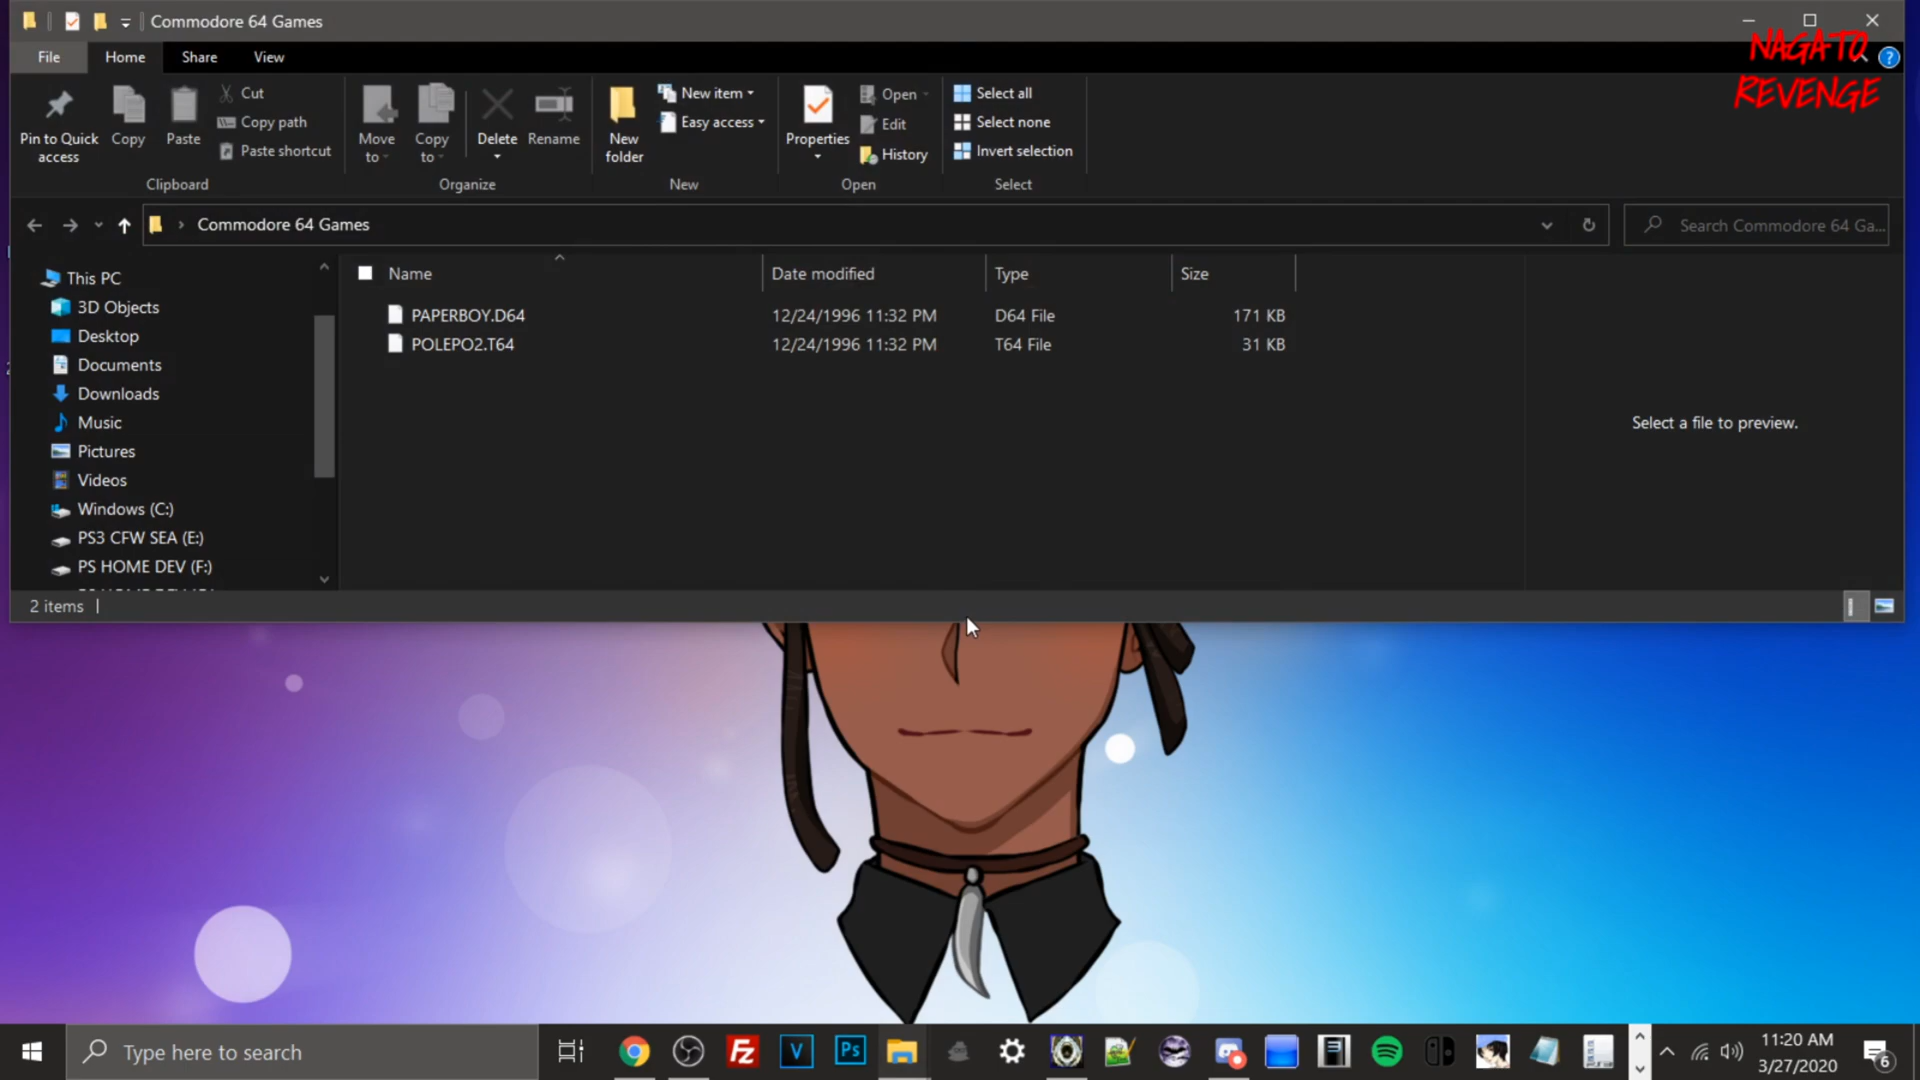 Commodore 64 Games
NAGATO
REVENGE
File Home Share View
Pin to Quick access
Copy
Paste
Cut
Copy path
Paste shortcut
Clipboard
Move to
Copy to
Delete
Rename
Organize
New folder
New item
Easy access
New
Properties
Open
Edit
History
Open
Select all
Select none
Invert selection
Select
Commodore 64 Games
Search Commodore 64 Ga...
This PC
3D Objects
Desktop
Documents
Downloads
Music
Pictures
Videos
Windows (C:)
PS3 CFW SEA (E:)
PS HOME DEV (F:)
Name Date modified Type Size
PAPERBOY.D64 12/24/1996 11:32 PM D64 File 171 KB
POLEPO2.T64 12/24/1996 11:32 PM T64 File 31 KB
Select a file to preview.
2 items
Type here to search
Fz
V
Ps
11:20 AM
3/27/2020
6